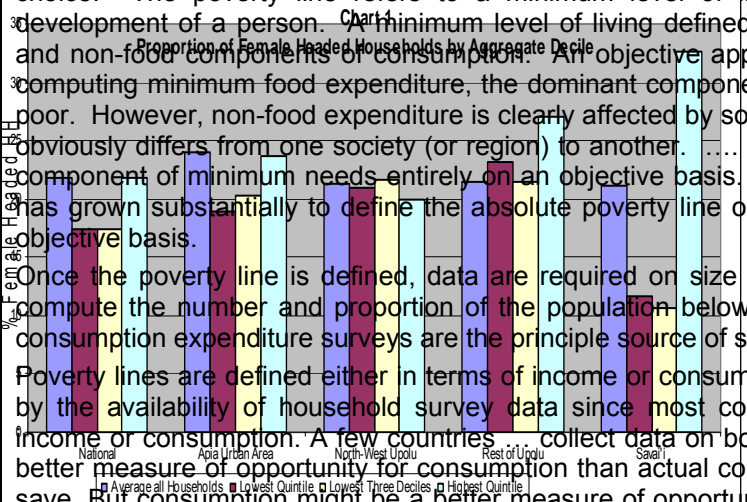 Chart 1
Proportion of Female Headed Households by Aggregate Decile
% Female Headed HH
development of a person. A minimum level of living defined
and non-food components of consumption. An objective
computing minimum food expenditure, the dominant
poor. However, non-food expenditure is clearly affected by
obviously differs from one society (or region) to another. ….
component of minimum needs entirely on an objective basis.
has grown substantially to define the absolute poverty line
objective basis.
Once the poverty line is defined, data are required on size
compute the number and proportion of the population below
consumption expenditure surveys are the principle source of
Poverty lines are defined either in terms of income or
by the availability of household survey data since most
income or consumption. A few countries … collect data on
National Apia Urban Area North-West Upolu Rest of Upolu Savai'i
better measure of opportunity for consumption than actual
Average all Households Lowest Quintile Lowest Three Deciles Highest Quintile
save. But consumption might be a better measure of